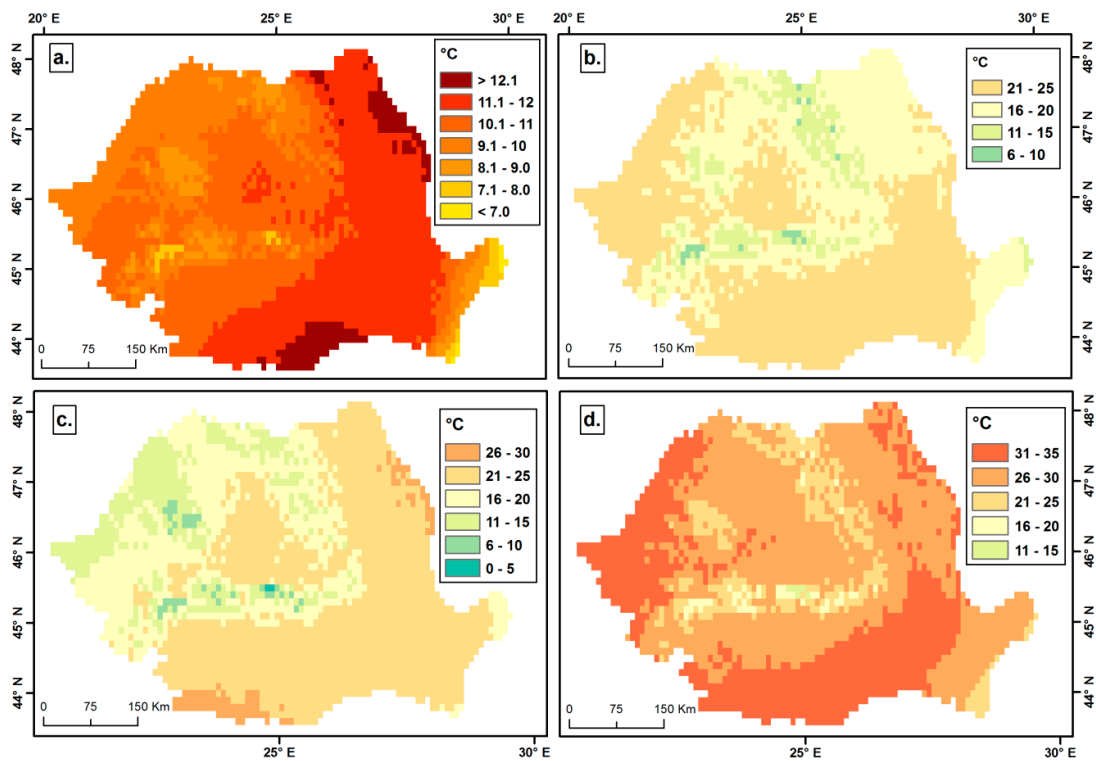 20° E 25° E 30° E
25° E 30° E
a.
°C
> 12.1
11.1 - 12
10.1 - 11
9.1 - 10
8.1 - 9.0
7.1 - 8.0
< 7.0
48° N
47° N
46° N
45° N
44° N
0 75 150 Km
b.
°C
21 - 25
16 - 20
11 - 15
6 - 10
48° N
47° N
46° N
45° N
44° N
0 75 150 Km
c.
°C
26 - 30
21 - 25
16 - 20
11 - 15
6 - 10
0 - 5
48° N
47° N
46° N
45° N
44° N
0 75 150 Km
d.
°C
31 - 35
26 - 30
21 - 25
16 - 20
11 - 15
48° N
47° N
46° N
45° N
44° N
0 75 150 Km
25° E 30° E
25° E 30° E